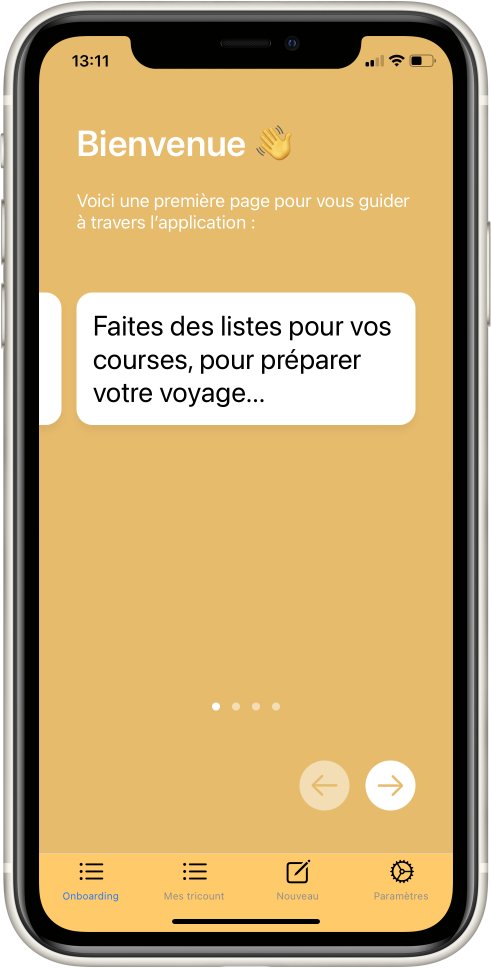 13:11
Bienvenue 👋
Voici une première page pour vous guider
à travers l’application :
Faites des listes pour vos
courses, pour préparer
votre voyage...
Onboarding
Mes tricount
Nouveau
Paramètres